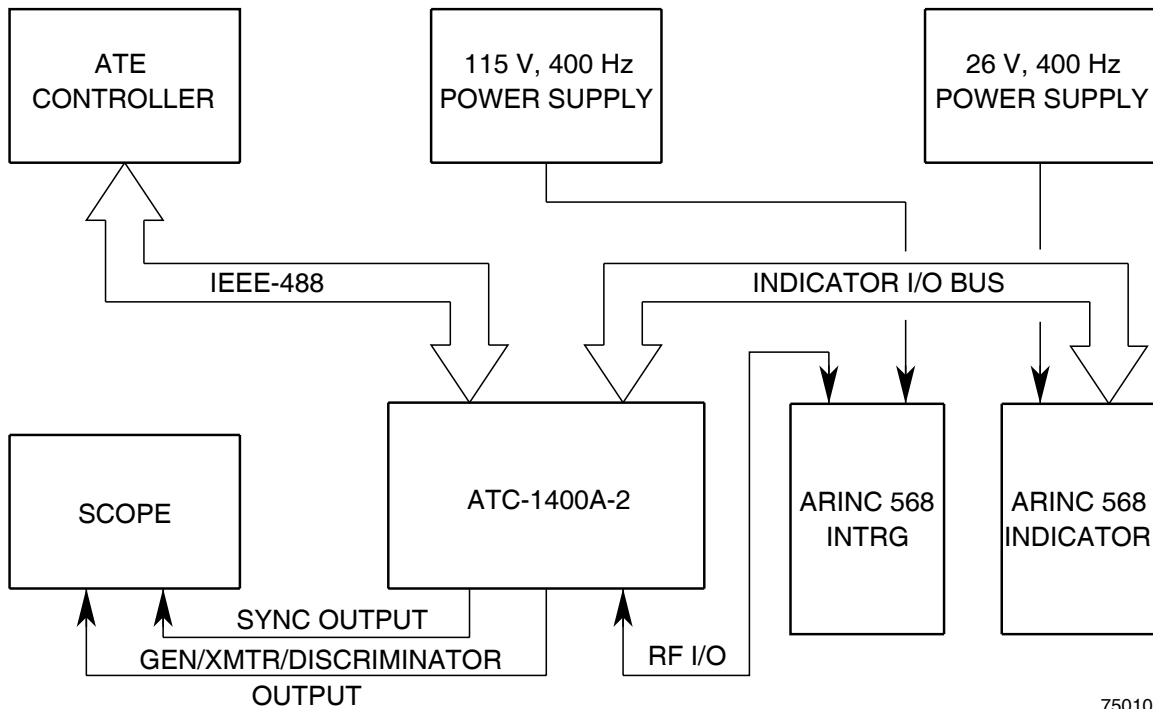 ATE
CONTROLLER
115 V, 400 Hz
POWER SUPPLY
26 V, 400 Hz
POWER SUPPLY
IEEE-488
INDICATOR I/O BUS
SCOPE
ATC-1400A-2
ARINC 568
INTRG
ARINC 568
INDICATOR
SYNC OUTPUT
GEN/XMTR/DISCRIMINATOR
OUTPUT
RF I/O
75010